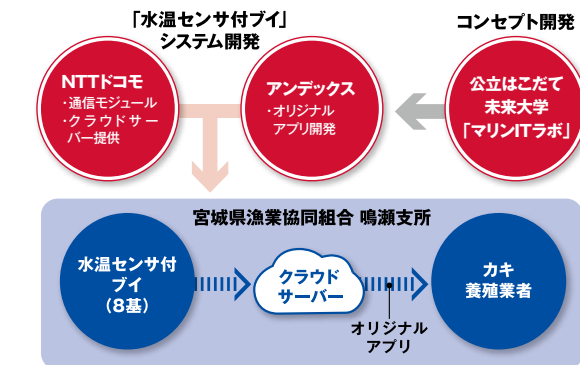 「水温センサ付ブイ」
システム開発
コンセプト開発
NTTドコモ
・通信モジュール
・クラウドサー
バー提供
アンデックス
・オリジナル
アプリ開発
公立はこだて
未来大学
「マリンITラボ」
宮城県漁業協同組合 鳴瀬支所
水温センサ付
ブイ
（8基）
クラウド
サーバー
カキ
養殖業者
オリジナル
アプリ